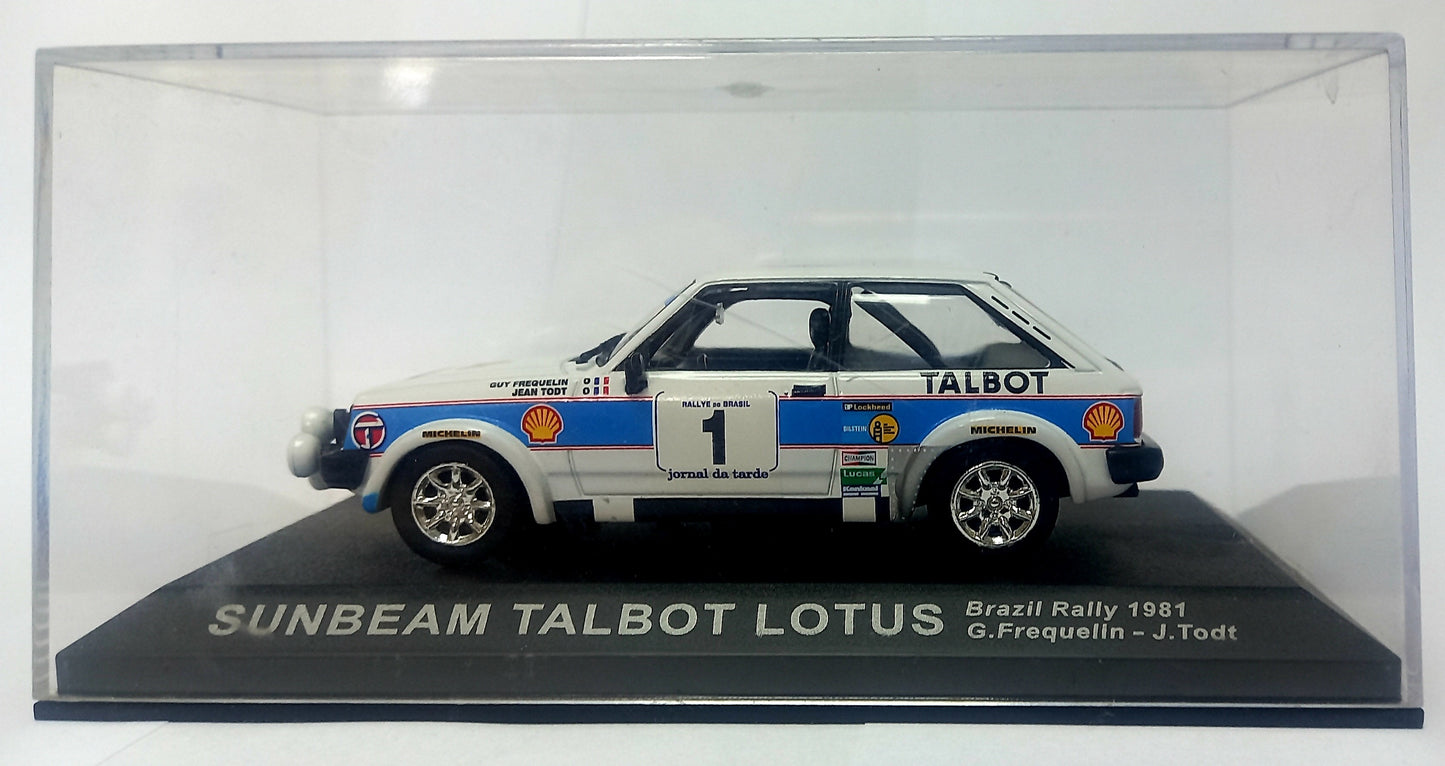 GUY FREQUELIN
JEAN TODT
O
O
MICHELIN
RALLYE DO BRASIL
1
jornal da tarde
TALBOT
Lockheed
BILSTEIN
CHAMPION
Lucas
MICHELIN
SUNBEAM TALBOT LOTUS
Brazil Rally 1981
G.Frequelin - J.Todt